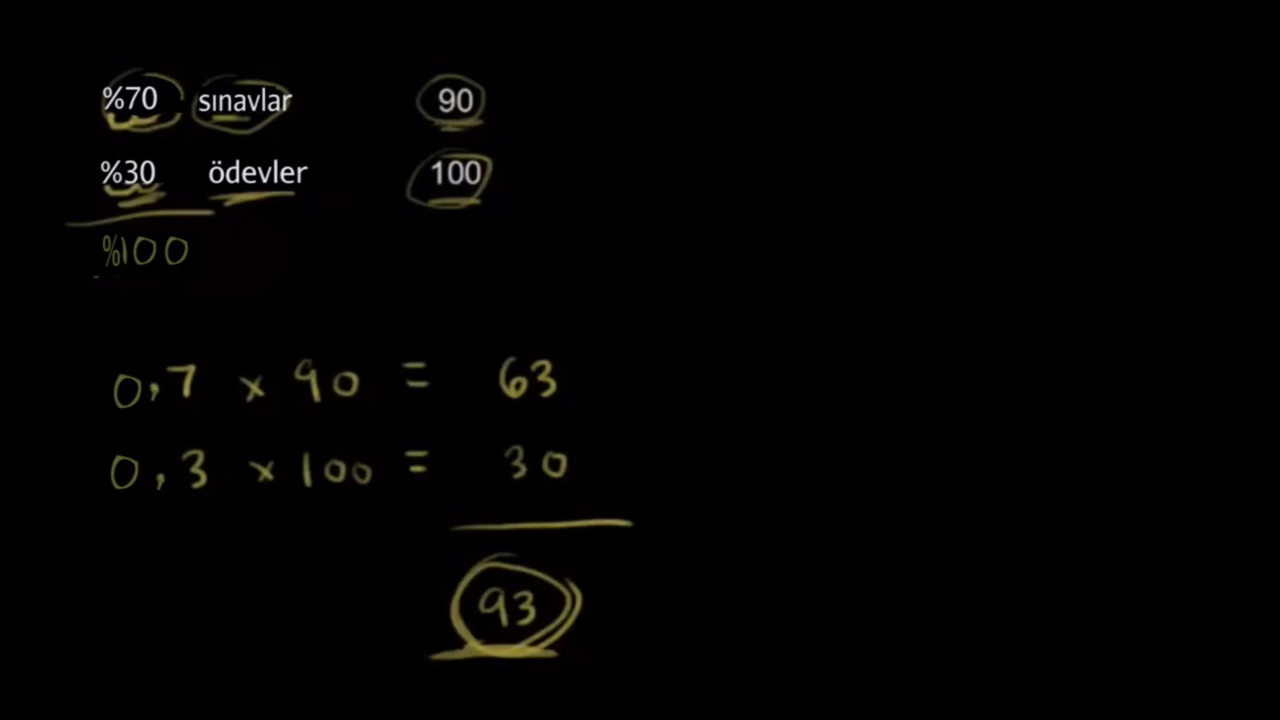 %70 sınavlar 90
%30 ödevler 100
%100
0,7 x 90 = 63
0,3 x 100 = 30
93